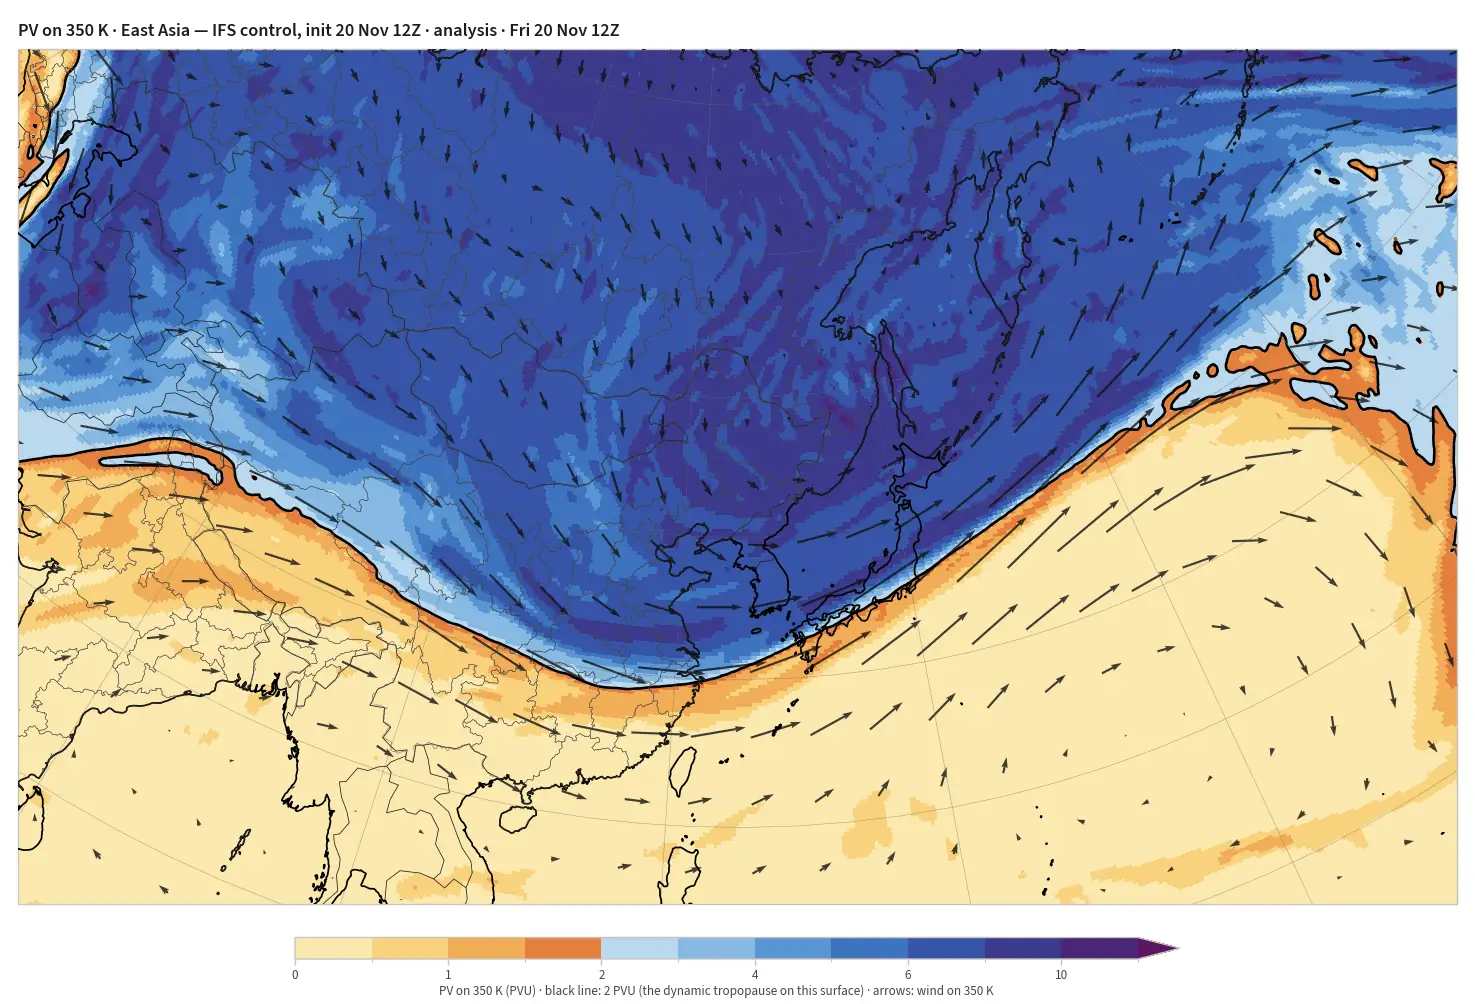 PV on 350 K · East Asia — IFS control, init 20 Nov 12Z · analysis · Fri 20 Nov 12Z
0 1 2 4 6 10
PV on 350 K (PVU) · black line: 2 PVU (the dynamic tropopause on this surface) · arrows: wind on 350 K